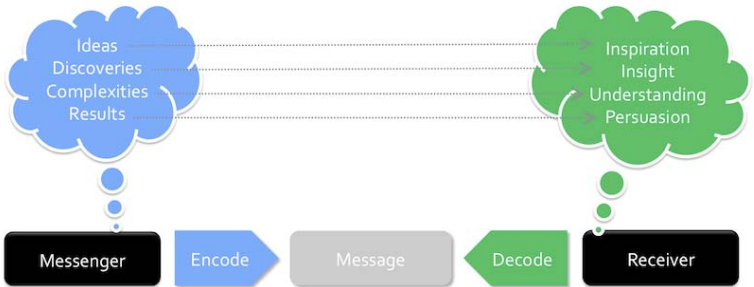 Ideas
Discoveries
Complexities
Results
Inspiration
Insight
Understanding
Persuasion
Messenger
Encode
Message
Decode
Receiver